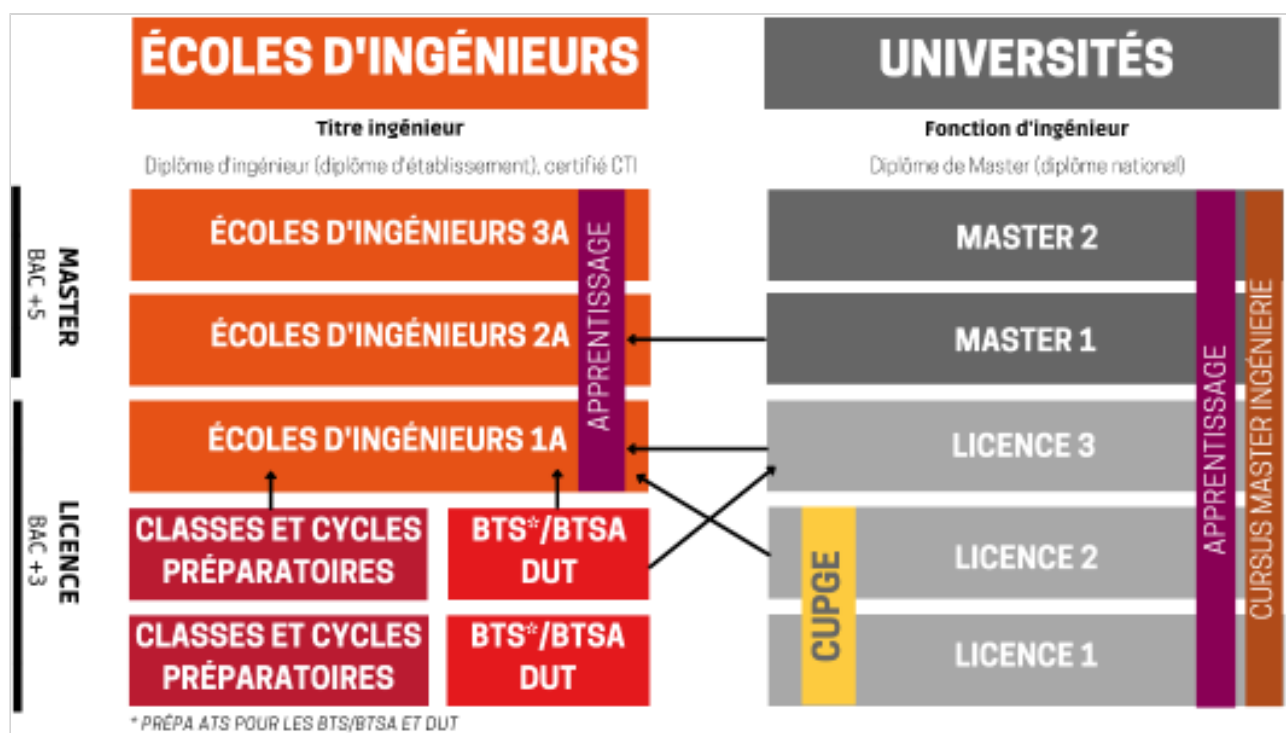 ÉCOLES D'INGÉNIEURS
Titre ingénieur
Diplôme d'ingénieur (diplôme d'établissement), certifié CTI
UNIVERSITÉS
Fonction d'ingénieur
Diplôme de Master (diplôme national)
MASTER
BAC +5
LICENCE
BAC +3
ÉCOLES D'INGÉNIEURS 3A
ÉCOLES D'INGÉNIEURS 2A
ÉCOLES D'INGÉNIEURS 1A
APPRENTISSAGE
CLASSES ET CYCLES
PRÉPARATOIRES
BTS*/BTSA
DUT
CLASSES ET CYCLES
PRÉPARATOIRES
BTS*/BTSA
DUT
* PRÉPA ATS POUR LES BTS/BTSA ET DUT
MASTER 2
MASTER 1
LICENCE 3
LICENCE 2
LICENCE 1
CUPGE
APPRENTISSAGE
CURSUS MASTER INGÉNIERIE